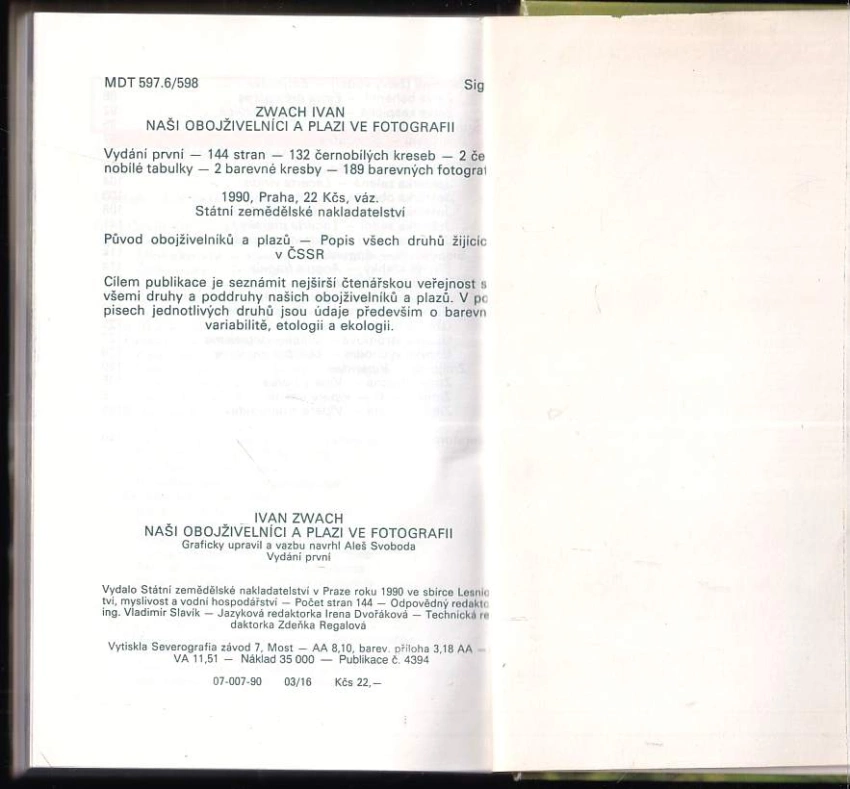 MDT 597.6/598 Sig
ZWACH IVAN
NAŠI OBOJŽIVELNÍCI A PLAZI VE FOTOGRAFII
Vydání první — 144 stran — 132 černobílých kreseb — 2 če
nobílé tabulky — 2 barevné kresby — 189 barevných fotogra
1990, Praha, 22 Kčs, váz.
Státní zemědělské nakladatelství
Původ obojživelníků a plazů — Popis všech druhů žijíc
v ČSSR
Cílem publikace je seznámit nejširší čtenářskou veřejnost s
všemi druhy a poddruhy našich obojživelníků a plazů. V po
pisech jednotlivých druhů jsou údaje především o barevn
variabilitě, etologii a ekologii.
IVAN ZWACH
NAŠI OBOJŽIVELNÍCI A PLAZI VE FOTOGRAFII
Graficky upravil a vazbu navrhl Aleš Svoboda
Vydání první
Vydalo Státní zemědělské nakladatelství v Praze roku 1990 ve sbírce Lesnic
tví, myslivost a vodní hospodářství — Počet stran 144 — Odpovědný redakto
ing. Vladimír Slavík — Jazyková redaktorka Irena Dvořáková — Technická re
daktorka Zdeňka Regalová
Vytiskla Severografia závod 7, Most — AA 8,10, barev. příloha 3,18 AA —
VA 11,51 — Náklad 35 000 — Publikace č. 4394
07-007-90 03/16 Kčs 22,—